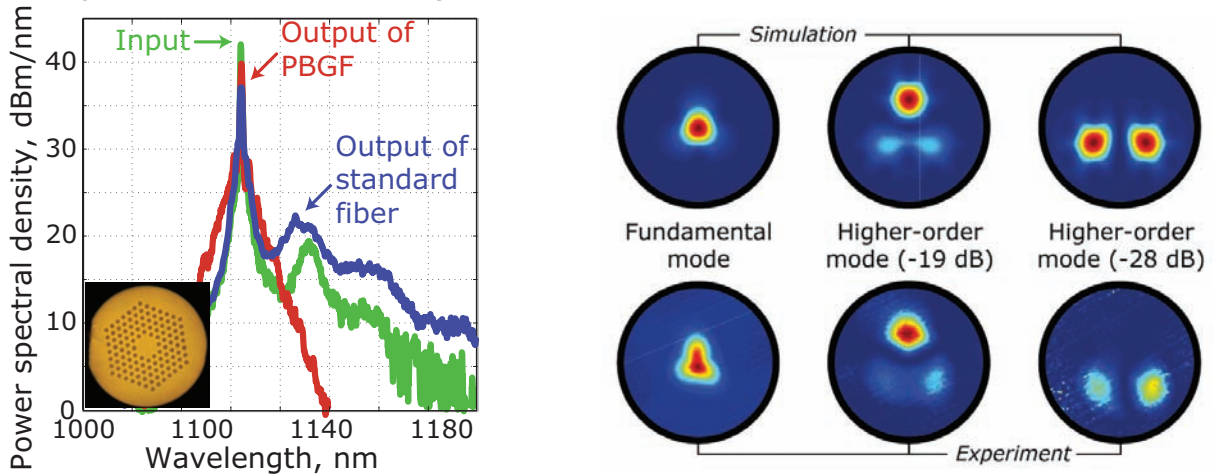 Power spectral density, dBm/nm
40
30
20
10
0
Input
Output of
PBGF
Output of
standard
fiber
1000
1100
1140
1180
Wavelength, nm
Simulation
Fundamental
mode
Higher-order
mode (-19 dB)
Higher-order
mode (-28 dB)
Experiment